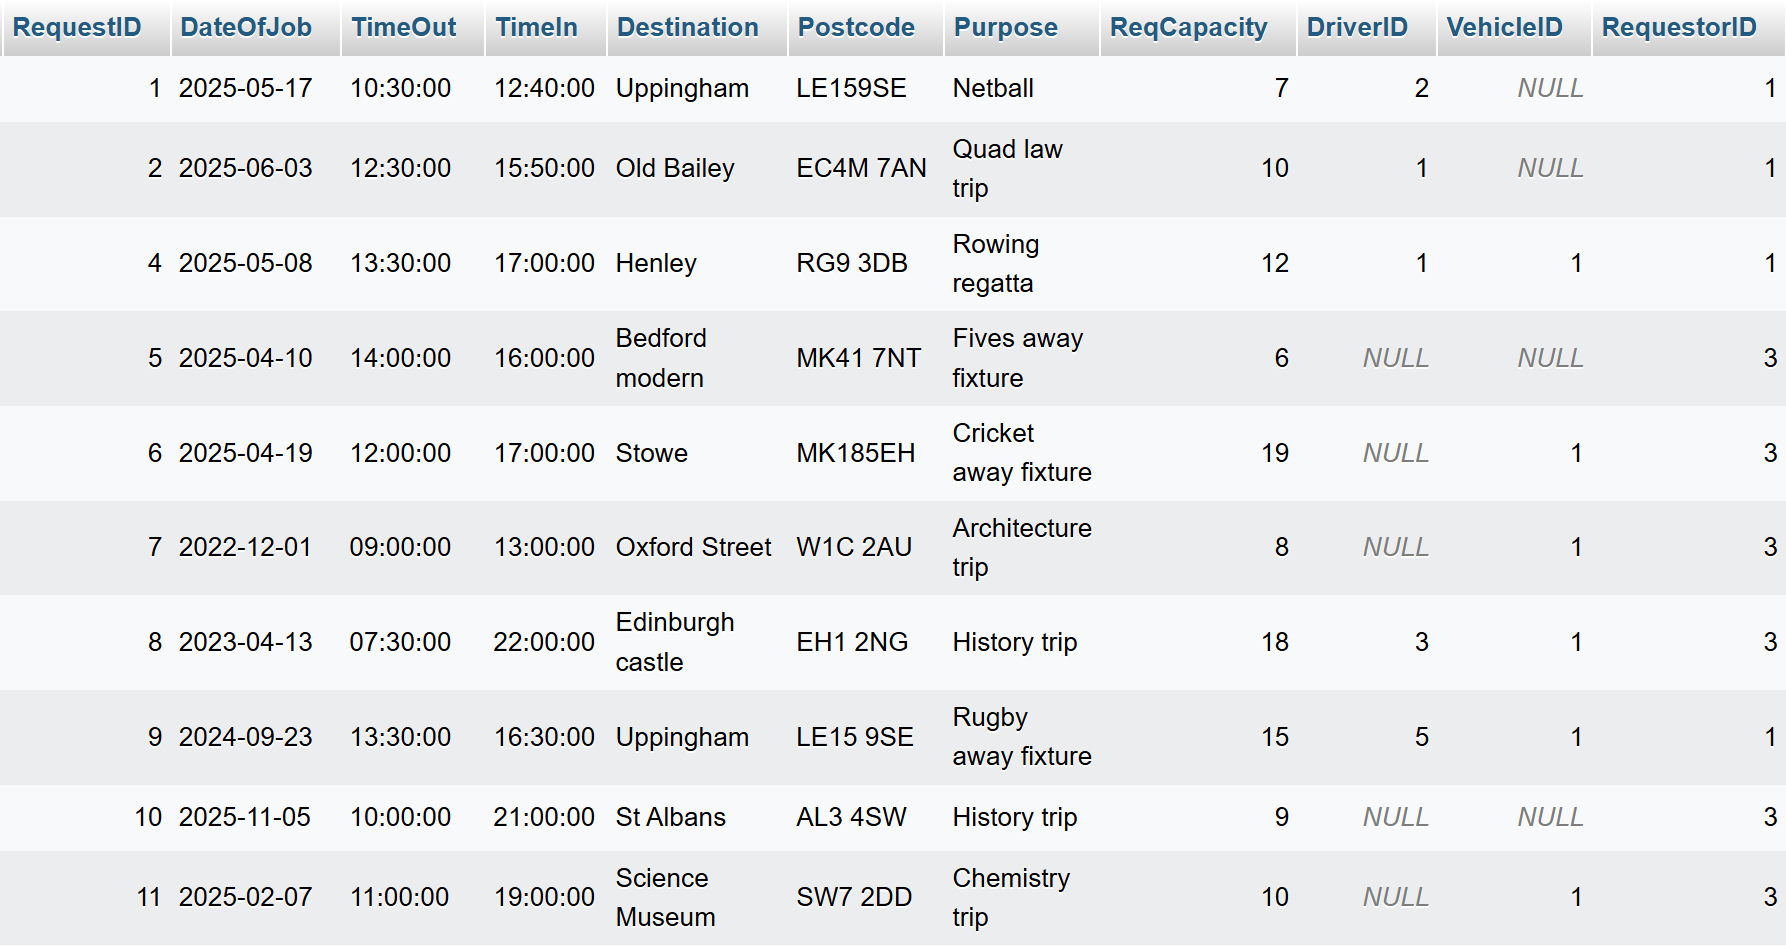 RequestID DateOfJob TimeOut TimeIn Destination Postcode Purpose ReqCapacity DriverID VehicleID RequestorID
1 2025-05-17 10:30:00 12:40:00 Uppingham LE159SE Netball 7 2 NULL 1
2 2025-06-03 12:30:00 15:50:00 Old Bailey EC4M 7AN Quad law trip 10 1 NULL 1
4 2025-05-08 13:30:00 17:00:00 Henley RG9 3DB Rowing regatta 12 1 1 1
5 2025-04-10 14:00:00 16:00:00 Bedford modern MK41 7NT Fives away fixture 6 NULL NULL 3
6 2025-04-19 12:00:00 17:00:00 Stowe MK185EH Cricket away fixture 19 NULL 1 3
7 2022-12-01 09:00:00 13:00:00 Oxford Street W1C 2AU Architecture trip 8 NULL 1 3
8 2023-04-13 07:30:00 22:00:00 Edinburgh castle EH1 2NG History trip 18 3 1 3
9 2024-09-23 13:30:00 16:30:00 Uppingham LE15 9SE Rugby away fixture 15 5 1 1
10 2025-11-05 10:00:00 21:00:00 St Albans AL3 4SW History trip 9 NULL NULL 3
11 2025-02-07 11:00:00 19:00:00 Science Museum SW7 2DD Chemistry trip 10 NULL 1 3